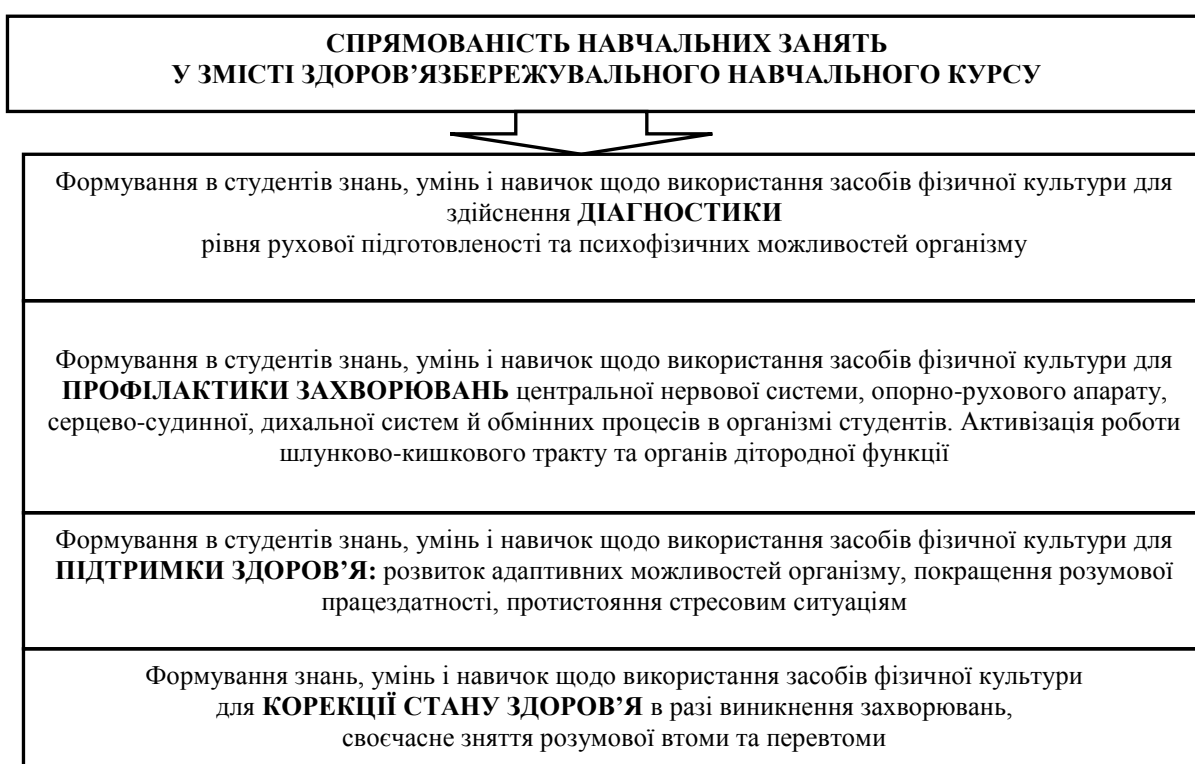 СПРЯМОВАНІСТЬ НАВЧАЛЬНИХ ЗАНЯТЬ
У ЗМІСТІ ЗДОРОВ’ЯЗБЕРЕЖУВАЛЬНОГО НАВЧАЛЬНОГО КУРСУ
Формування в студентів знань, умінь і навичок щодо використання засобів фізичної культури для
здійснення ДІАГНОСТИКИ
рівня рухової підготовленості та психофізичних можливостей організму
Формування в студентів знань, умінь і навичок щодо використання засобів фізичної культури для
ПРОФІЛАКТИКИ ЗАХВОРЮВАНЬ центральної нервової системи, опорно-рухового апарату,
серцево-судинної, дихальної систем й обмінних процесів в організмі студентів. Активізація роботи
шлунково-кишкового тракту та органів дітородної функції
Формування в студентів знань, умінь і навичок щодо використання засобів фізичної культури для
ПІДТРИМКИ ЗДОРОВ’Я: розвиток адаптивних можливостей організму, покращення розумової
працездатності, протистояння стресовим ситуаціям
Формування знань, умінь і навичок щодо використання засобів фізичної культури
для КОРЕКЦІЇ СТАНУ ЗДОРОВ’Я в разі виникнення захворювань,
своєчасне зняття розумової втоми та перевтоми